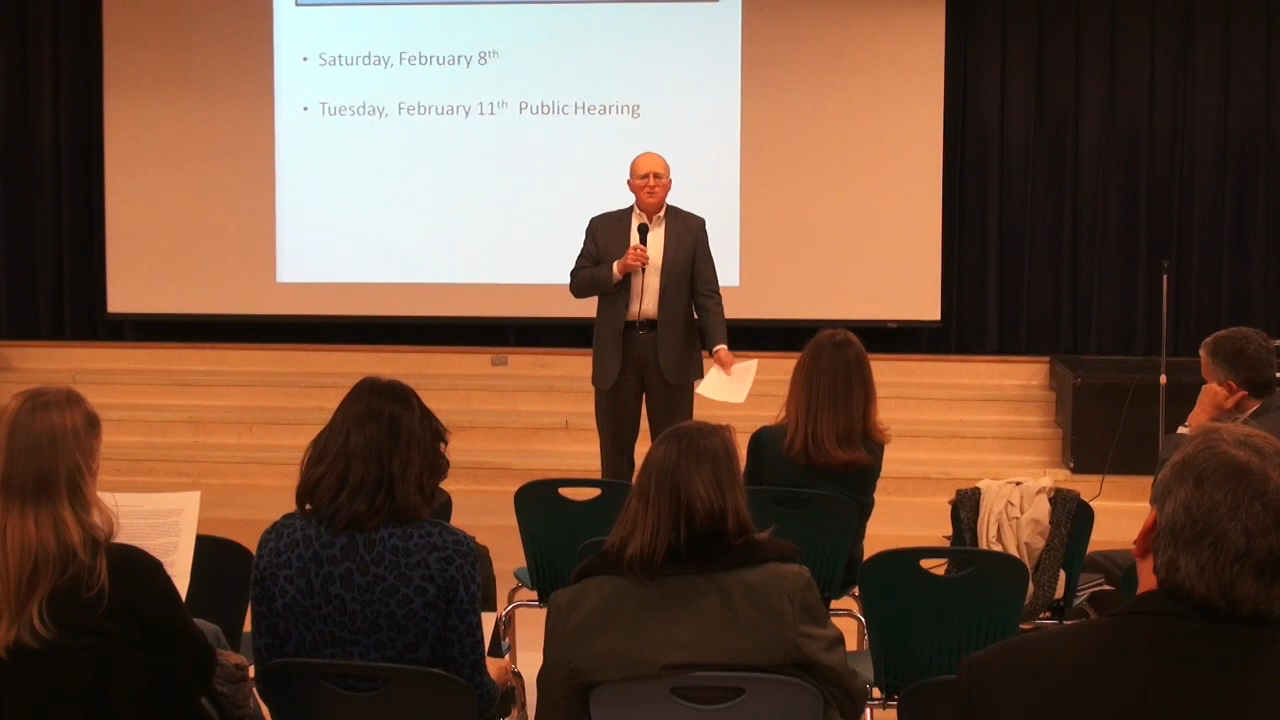 • Saturday, February 8th
• Tuesday, February 11th Public Hearing